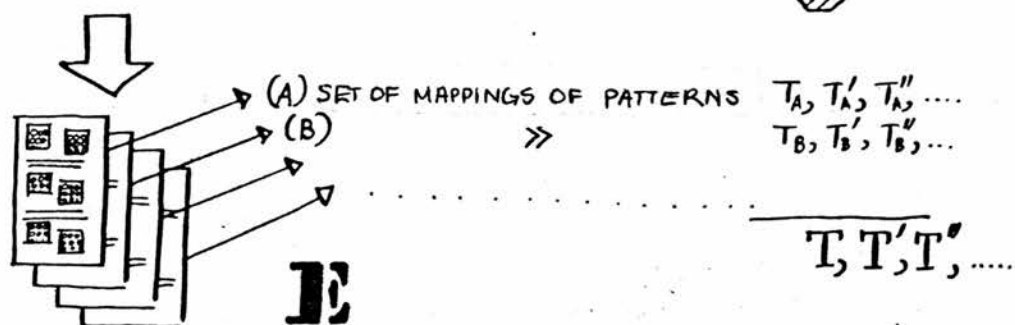 (A) SET OF MAPPINGS OF PATTERNS T_A, T_A', T_A'', ....
(B) » T_B, T_B', T_B'', ...
. . . . . . . . . . . . . .
T, T', T'', .....
E